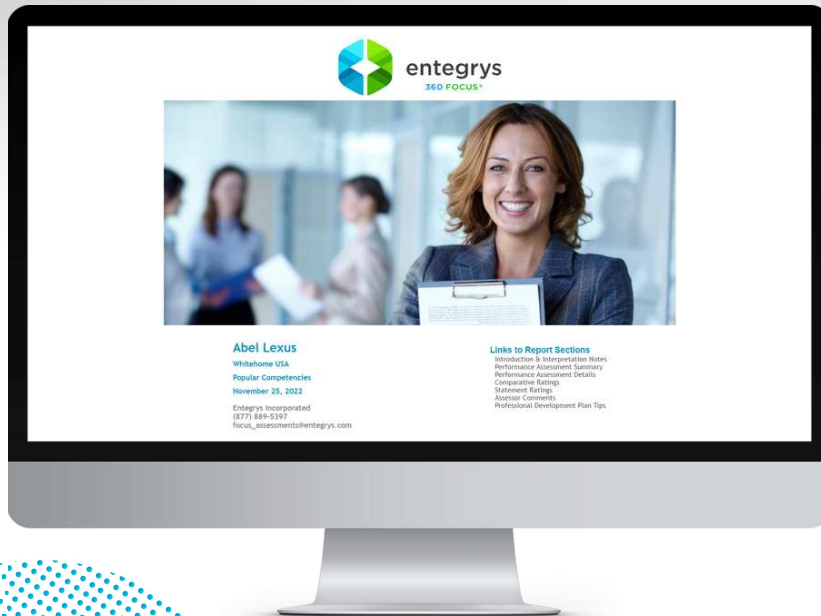 entegrys
360 FOCUS
Abel Lexus
Whitehome USA
Popular Competencies
November 25, 2022
Entegrys Incorporated
(877) 889-5397
focus_assessments@entegrys.com
Links to Report Sections
Introduction & Interpretation Notes
Performance Assessment Summary
Performance Assessment Details
Comparative Ratings
Statement Ratings
Assessor Comments
Professional Development Plan Tips